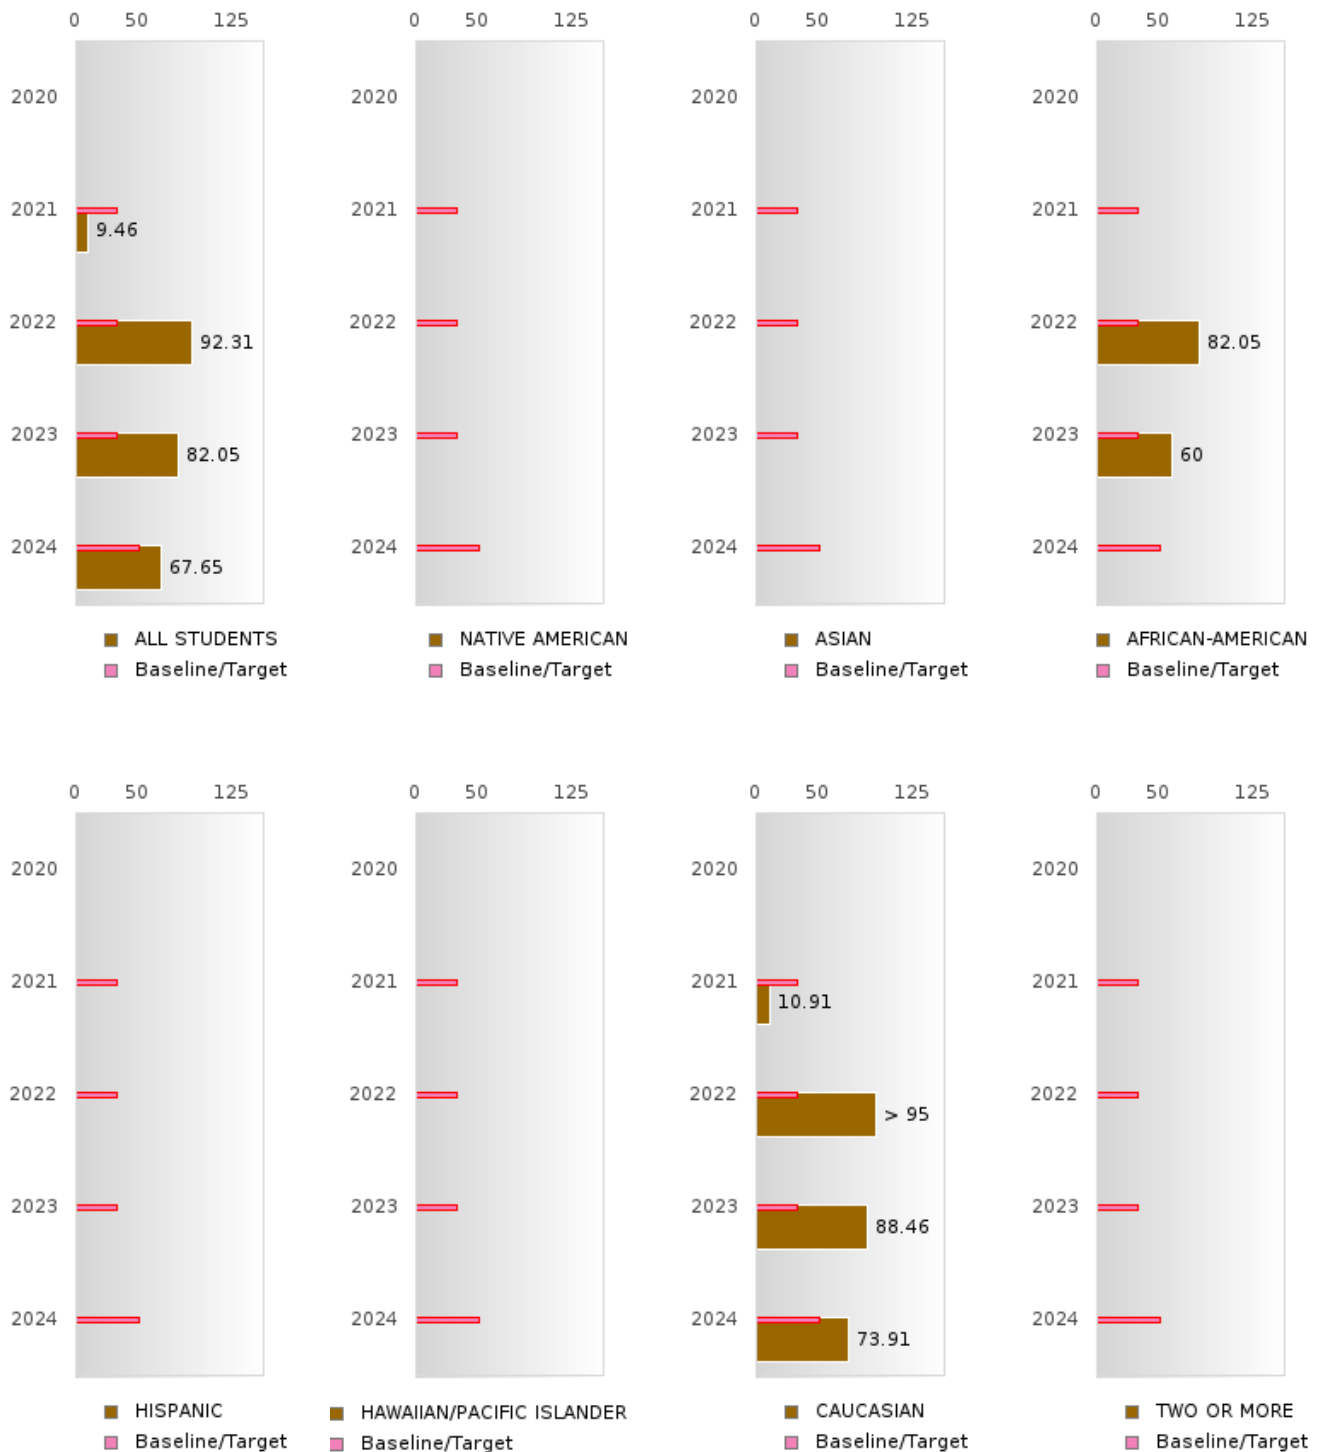 0 50 125 0 50 125 0 50 125 0 50 125
2020 2020 2020 2020
2021 2021 2021 2021
9.46
2022 2022 2022 2022
92.31 82.05
2023 2023 2023 2023
82.05 60
2024 2024 2024 2024
67.65
ALL STUDENTS NATIVE AMERICAN ASIAN AFRICAN-AMERICAN
Baseline/Target Baseline/Target Baseline/Target Baseline/Target
0 50 125 0 50 125 0 50 125 0 50 125
2020 2020 2020 2020
2021 2021 2021 2021
10.91
2022 2022 2022 2022
> 95
2023 2023 2023 2023
88.46
2024 2024 2024 2024
73.91
HISPANIC HAWAIIAN/PACIFIC ISLANDER CAUCASIAN TWO OR MORE
Baseline/Target Baseline/Target Baseline/Target Baseline/Target